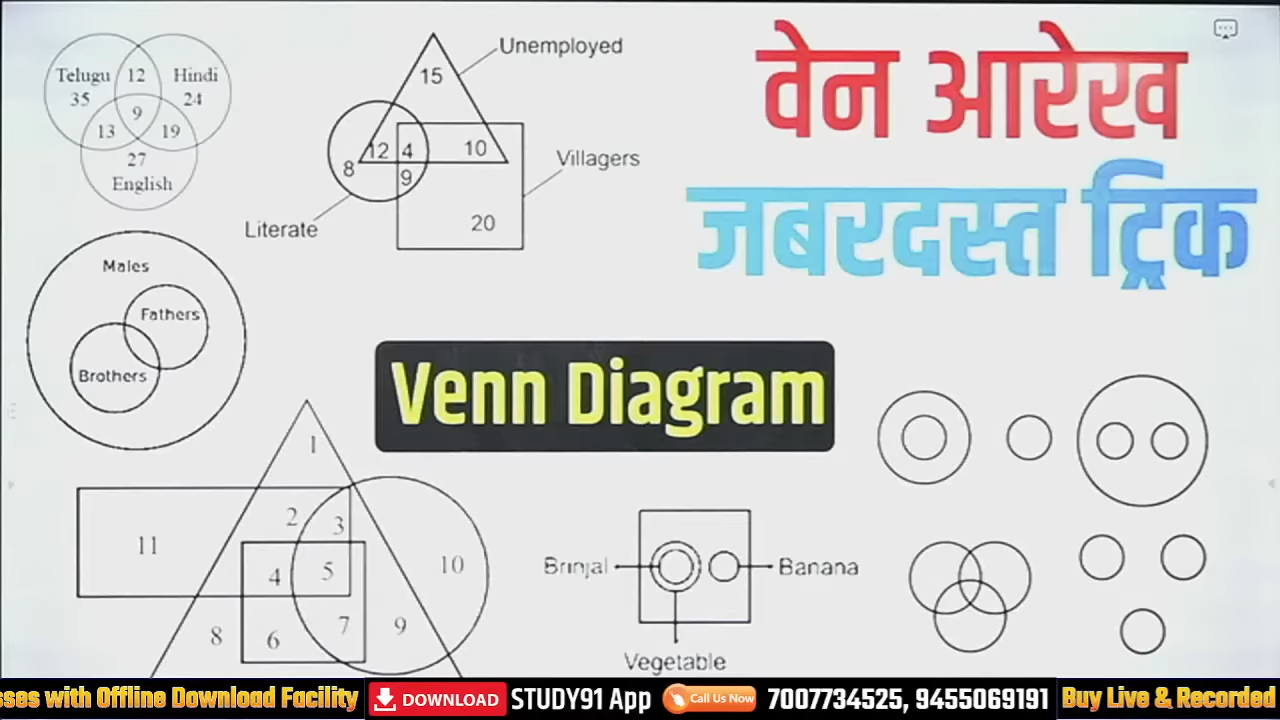 Telugu 12 Hindi
35 24
9
13 19
27
English
Unemployed
15
12 4 10
Villagers
8 9
Literate
20
वेन आरेख
जबरदस्त ट्रिक
Males
Fathers
Brothers
Venn Diagram
1
11 2 3
4 5 10
8 6 7 9
Brinjal Banana
Vegetable
sses with Offline Download Facility DOWNLOAD STUDY91 App Call Us Now 7007734525, 9455069191 Buy Live & Recorded